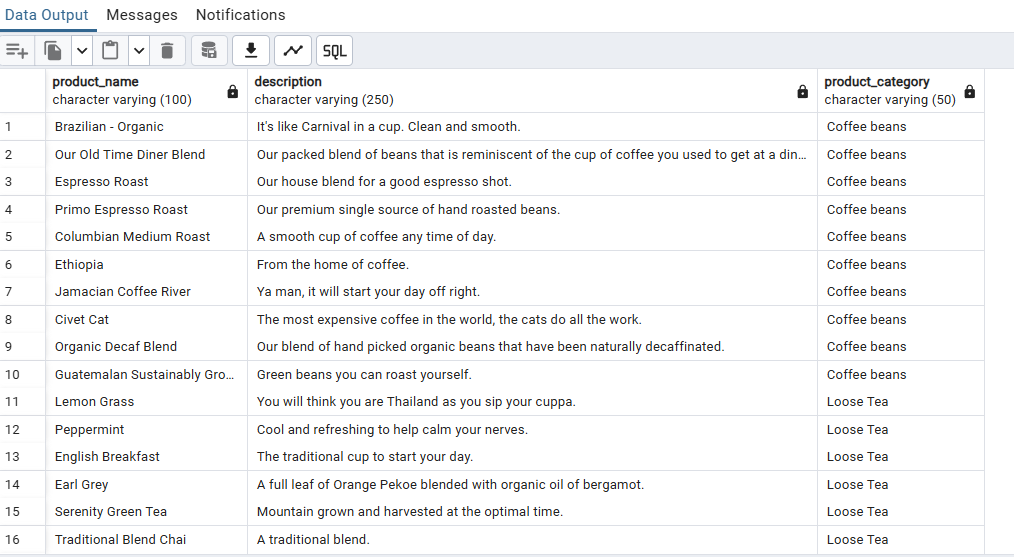 Data Output Messages Notifications
SQL
product_name description product_category
character varying (100) character varying (250) character varying (50)
1 Brazilian - Organic It's like Carnival in a cup. Clean and smooth. Coffee beans
2 Our Old Time Diner Blend Our packed blend of beans that is reminiscent of the cup of coffee you used to get at a din... Coffee beans
3 Espresso Roast Our house blend for a good espresso shot. Coffee beans
4 Primo Espresso Roast Our premium single source of hand roasted beans. Coffee beans
5 Columbian Medium Roast A smooth cup of coffee any time of day. Coffee beans
6 Ethiopia From the home of coffee. Coffee beans
7 Jamacian Coffee River Ya man, it will start your day off right. Coffee beans
8 Civet Cat The most expensive coffee in the world, the cats do all the work. Coffee beans
9 Organic Decaf Blend Our blend of hand picked organic beans that have been naturally decaffinated. Coffee beans
10 Guatemalan Sustainably Gro... Green beans you can roast yourself. Coffee beans
11 Lemon Grass You will think you are Thailand as you sip your cuppa. Loose Tea
12 Peppermint Cool and refreshing to help calm your nerves. Loose Tea
13 English Breakfast The traditional cup to start your day. Loose Tea
14 Earl Grey A full leaf of Orange Pekoe blended with organic oil of bergamot. Loose Tea
15 Serenity Green Tea Mountain grown and harvested at the optimal time. Loose Tea
16 Traditional Blend Chai A traditional blend. Loose Tea